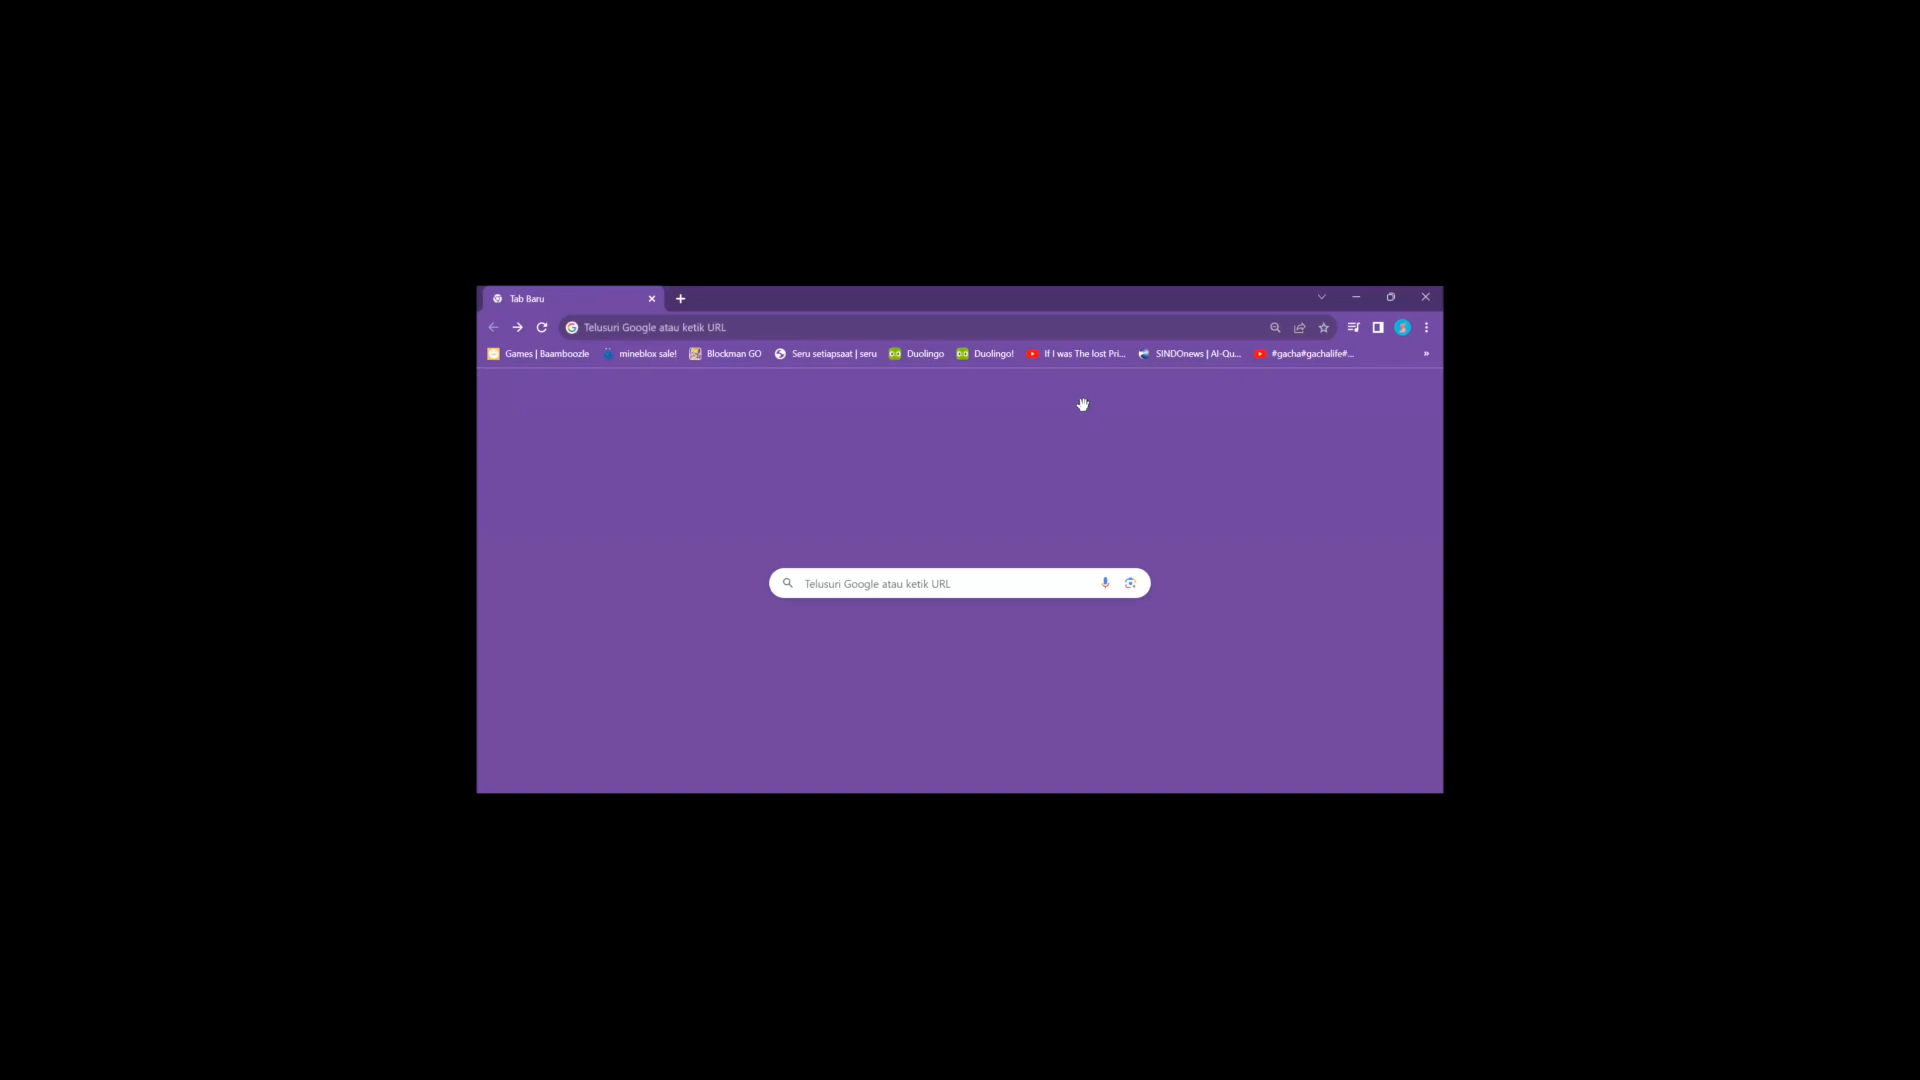 Tab Baru
Telusuri Google atau ketik URL
Games | Baamboozle mineblox sale! Blockman GO Seru setiapsaat | seru Duolingo Duolingo! If I was The lost Pri... SINDOnews | AI-Qu... #gacha#gachalife#...
Telusuri Google atau ketik URL